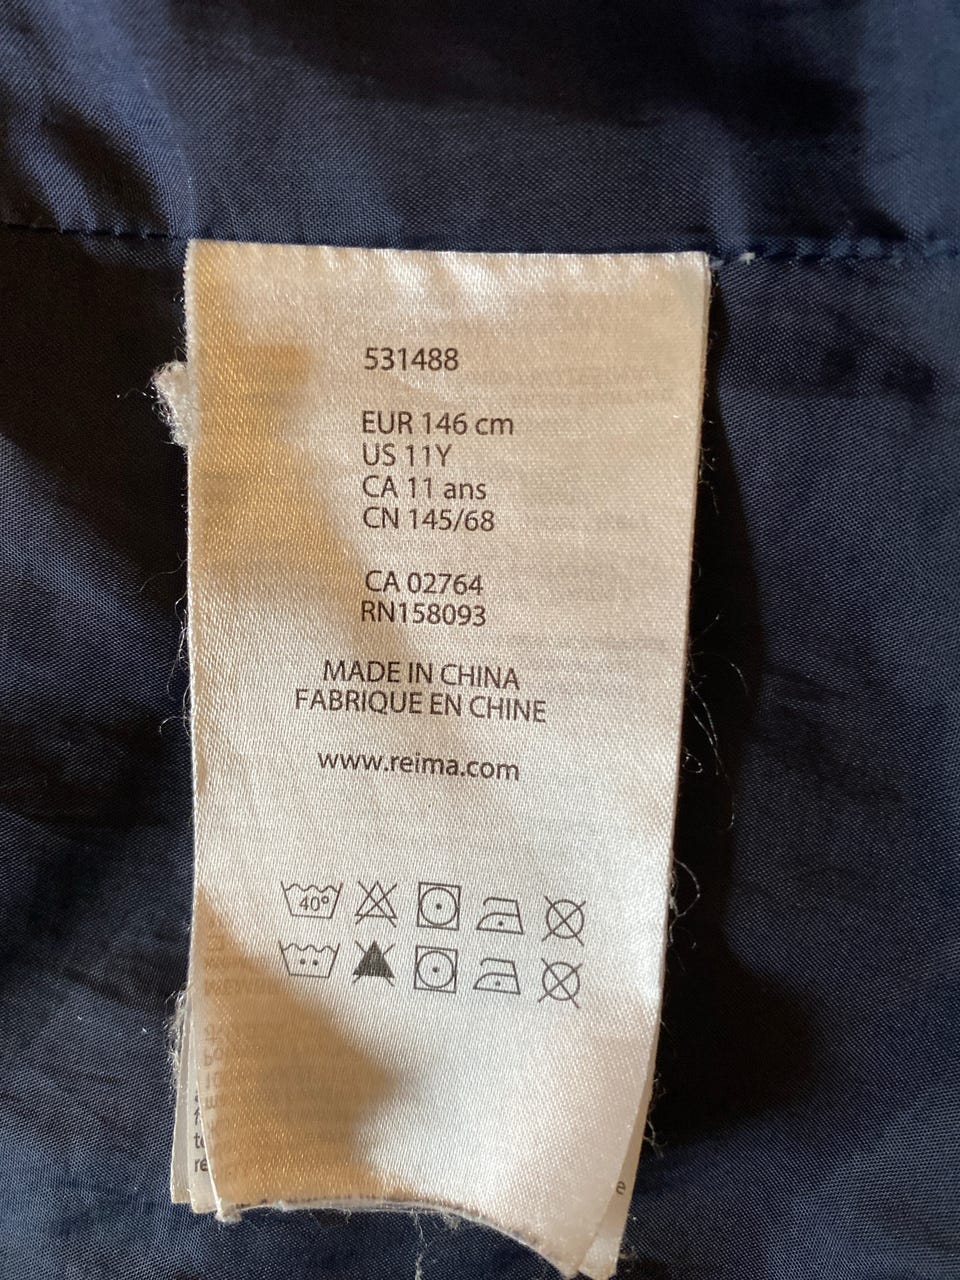 531488
EUR 146 cm
US 11Y
CA 11 ans
CN 145/68
CA 02764
RN158093
MADE IN CHINA
FABRIQUE EN CHINE
www.reima.com
40°